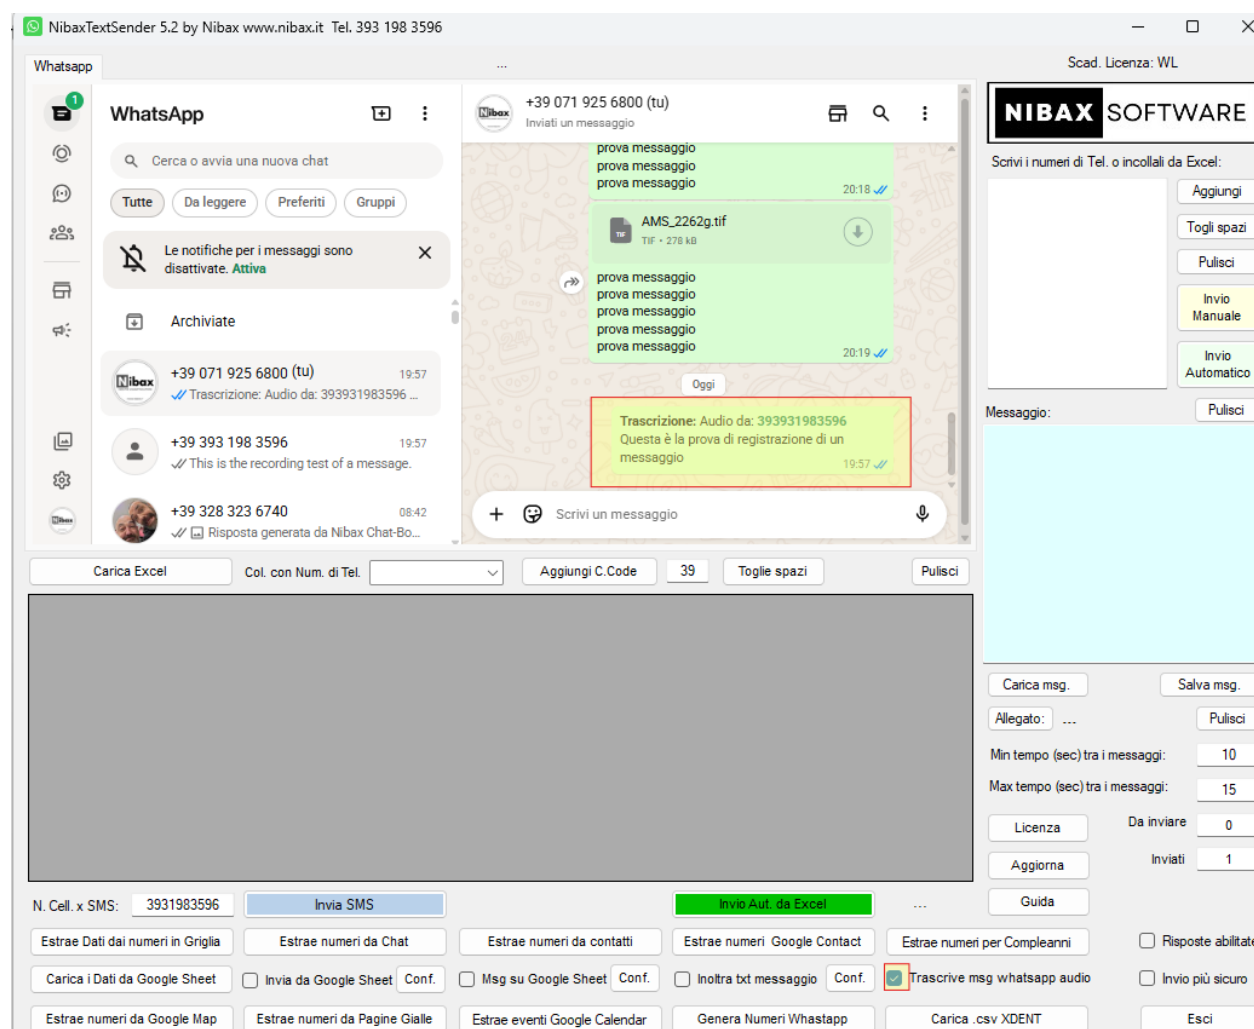 NibaxTextSender 5.2 by Nibax www.nibax.it Tel. 393 198 3596
Whatsapp
...
Scad. Licenza: WL
1
WhatsApp
Cerca o avvia una nuova chat
Tutte
Da leggere
Preferiti
Gruppi
Le notifiche per i messaggi sono
disattivate. Attiva
Archiviate
Nibax
+39 071 925 6800 (tu)
19:57
Trascrizione: Audio da: 393931983596 ...
+39 393 198 3596
19:57
This is the recording test of a message.
+39 328 323 6740
08:42
Risposta generata da Nibax Chat-Bo...
Nibax
Nibax
+39 071 925 6800 (tu)
Inviati un messaggio
prova messaggio
prova messaggio
prova messaggio
20:18
AMS_2262g.tif
TIF
TIF • 278 kB
prova messaggio
prova messaggio
prova messaggio
prova messaggio
prova messaggio
20:19
Oggi
Trascrizione: Audio da: 393931983596
Questa è la prova di registrazione di un
messaggio
19:57
Scrivi un messaggio
NIBAX SOFTWARE
Scrivi i numeri di Tel. o incollali da Excel:
Aggiungi
Togli spazi
Pulisci
Invio
Manuale
Invio
Automatico
Messaggio:
Pulisci
Carica Excel
Col. con Num. di Tel.
Aggiungi C.Code
39
Toglie spazi
Pulisci
Carica msg.
Salva msg.
Allegato:
...
Pulisci
Min tempo (sec) tra i messaggi:
10
Max tempo (sec) tra i messaggi:
15
Licenza
Da inviare
0
Aggiorna
Inviati
1
Guida
N. Cell. x SMS:
3931983596
Invia SMS
Invio Aut. da Excel
...
Estrae Dati dai numeri in Griglia
Estrae numeri da Chat
Estrae numeri da contatti
Estrae numeri Google Contact
Estrae numeri per Compleanni
Risposte abilitate
Carica i Dati da Google Sheet
Invia da Google Sheet
Conf.
Msg su Google Sheet
Conf.
Inoltra txt messaggio
Conf.
Trascrive msg whatsapp audio
Invio più sicuro
Estrae numeri da Google Map
Estrae numeri da Pagine Gialle
Estrae eventi Google Calendar
Genera Numeri Whastapp
Carica .csv XDENT
Esci